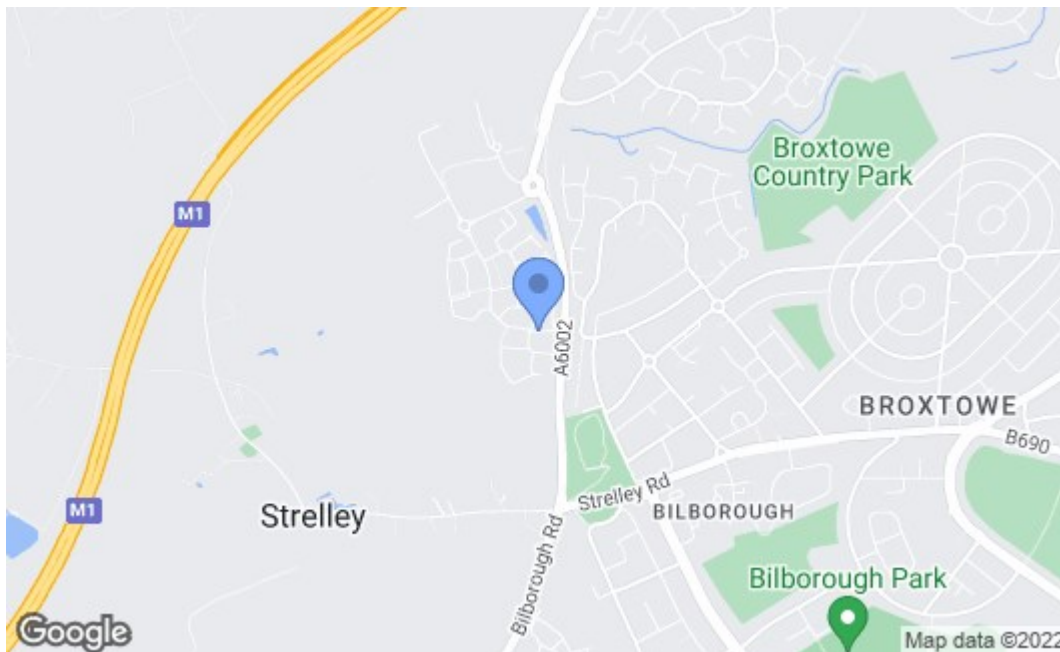 Broxtowe
Country Park
M1
A6002
BROXTOWE
B690
Strelley Rd
M1
Strelley
BILBOROUGH
Bilborough Rd
Bilborough Park
Google
Map data ©2022